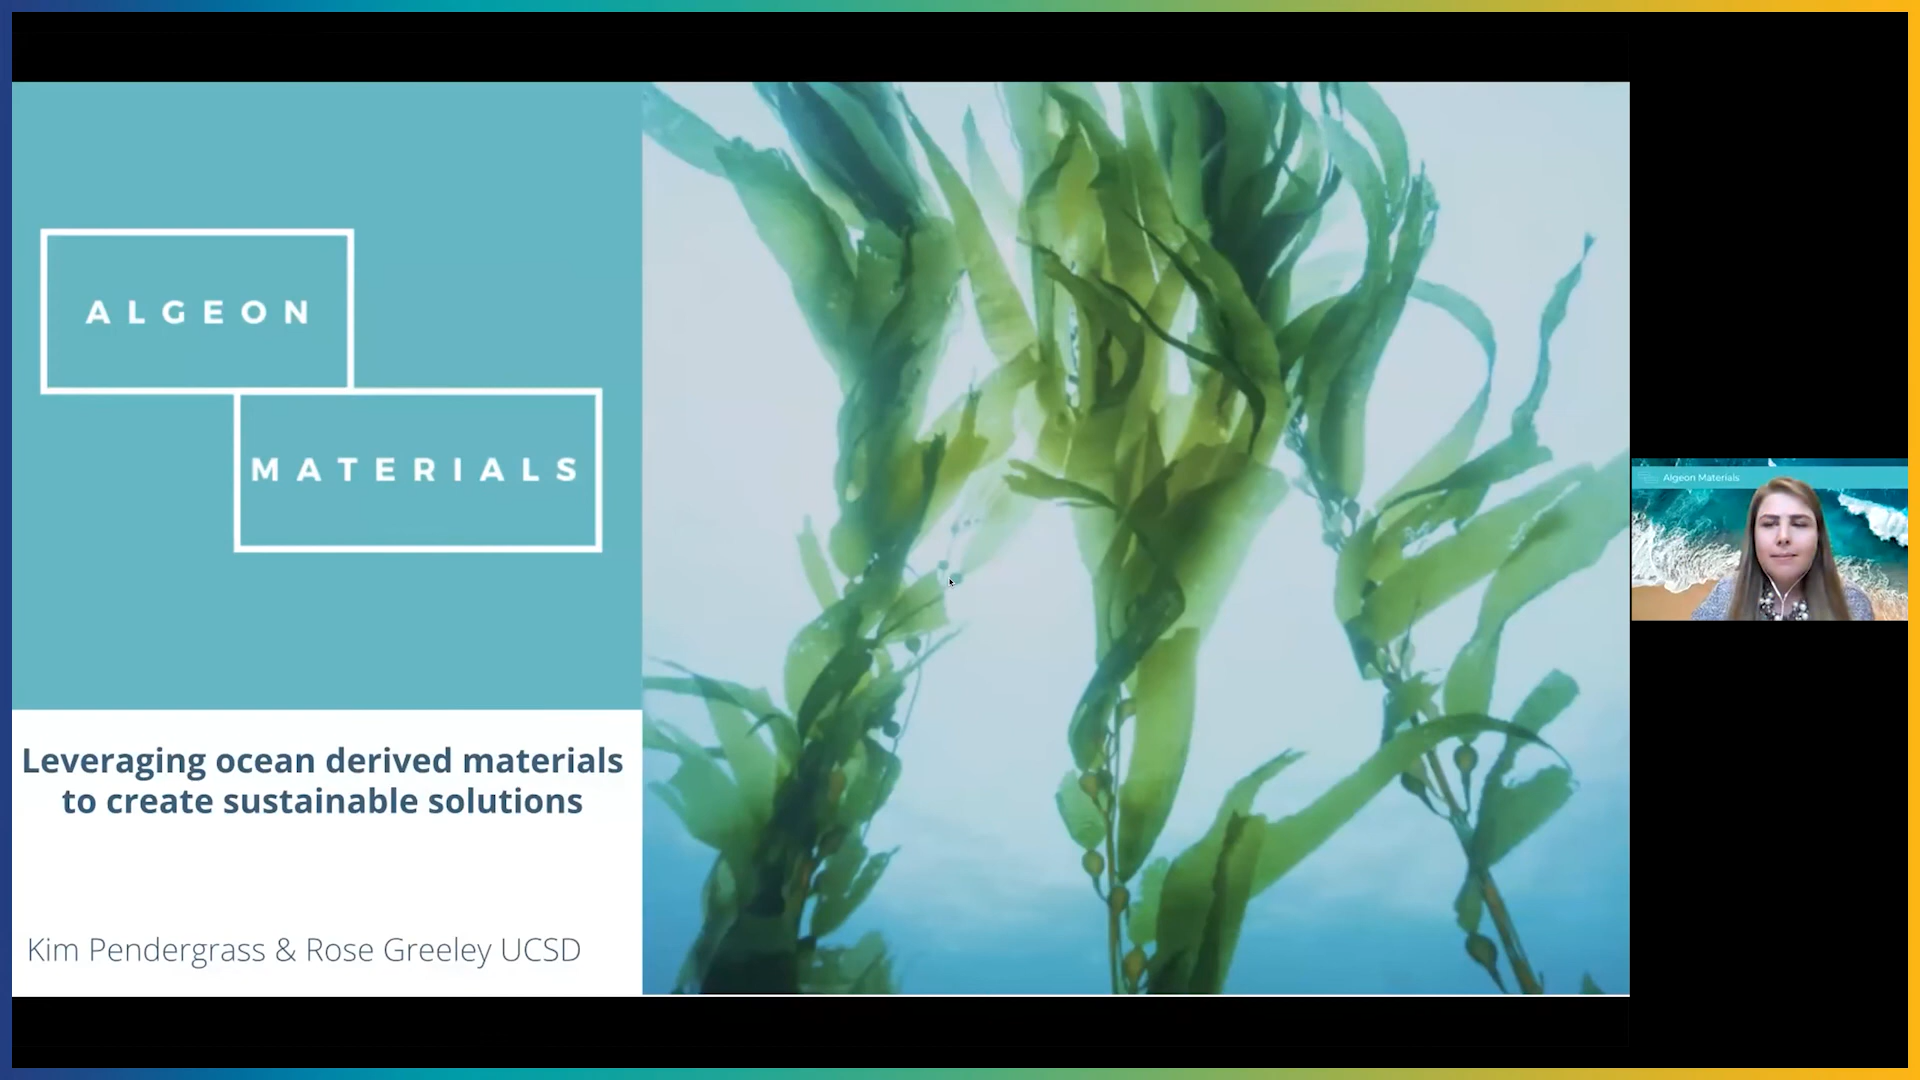 ALGEON
MATERIALS
Leveraging ocean derived materials
to create sustainable solutions
Kim Pendergrass & Rose Greeley UCSD
Algeon Materials